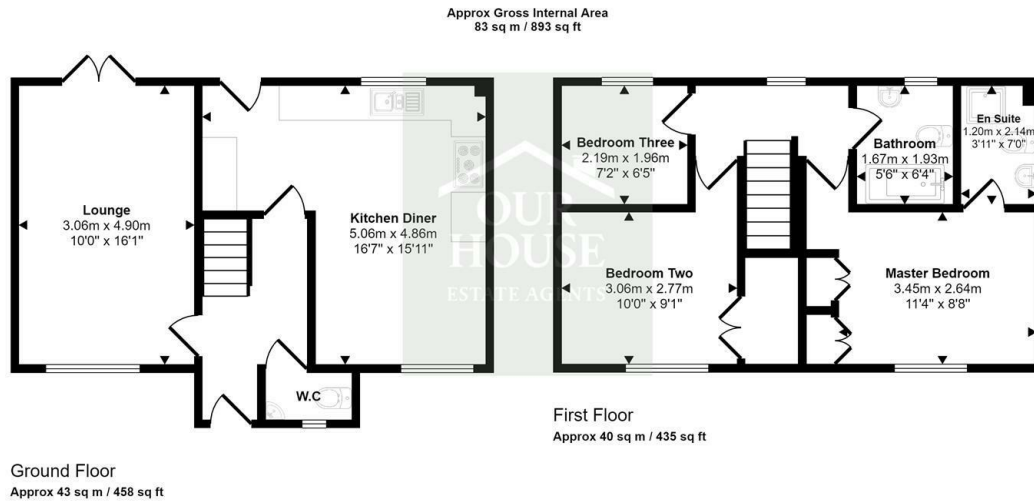 Approx Gross Internal Area
83 sq m / 893 sq ft
Lounge
3.06m x 4.90m
10'0" x 16'1"
Kitchen Diner
5.06m x 4.86m
16'7" x 15'11"
W.C
Ground Floor
Approx 43 sq m / 458 sq ft
Bedroom Three
2.19m x 1.96m
7'2" x 6'5"
Bathroom
1.67m x 1.93m
5'6" x 6'4"
En Suite
1.20m x 2.14m
3'11" x 7'0"
Bedroom Two
3.06m x 2.77m
10'0" x 9'1"
Master Bedroom
3.45m x 2.64m
11'4" x 8'8"
First Floor
Approx 40 sq m / 435 sq ft
OUR
HOUSE
ESTATE AGENTS